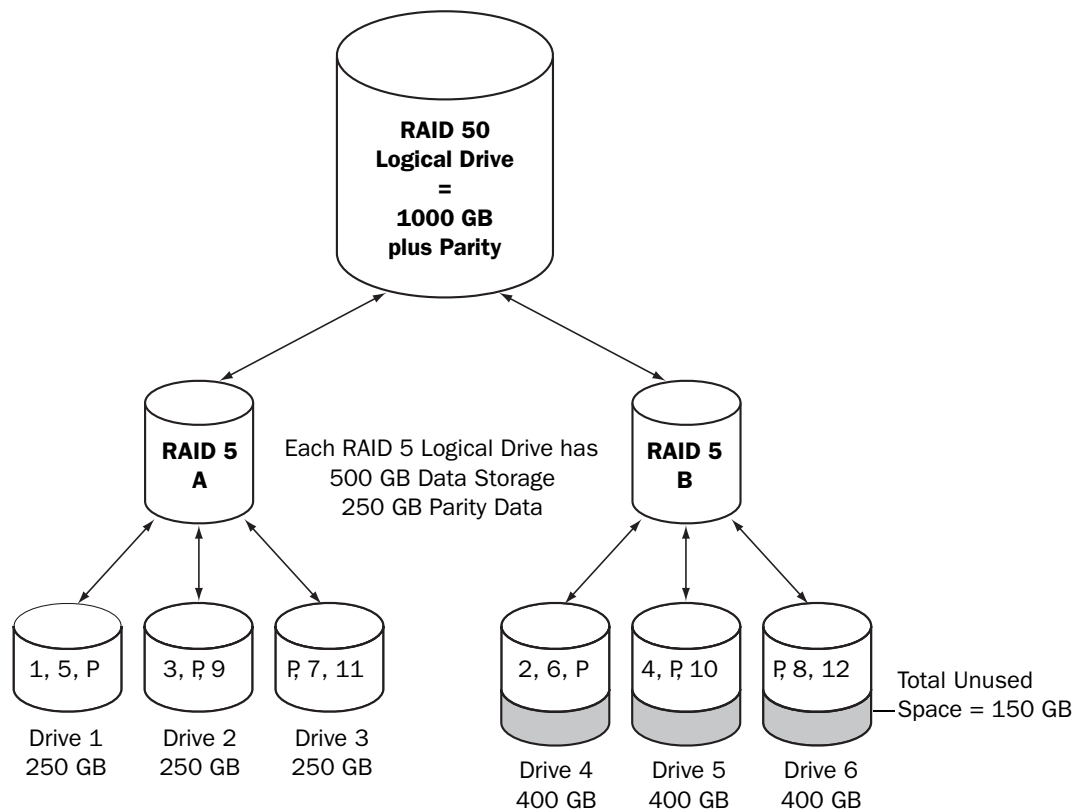 RAID 50
Logical Drive
=
1000 GB
plus Parity
RAID 5
A
Each RAID 5 Logical Drive has
500 GB Data Storage
250 GB Parity Data
RAID 5
B
1, 5, P
3, P, 9
P, 7, 11
2, 6, P
4, P, 10
P, 8, 12
Total Unused
Space = 150 GB
Drive 1
250 GB
Drive 2
250 GB
Drive 3
250 GB
Drive 4
400 GB
Drive 5
400 GB
Drive 6
400 GB